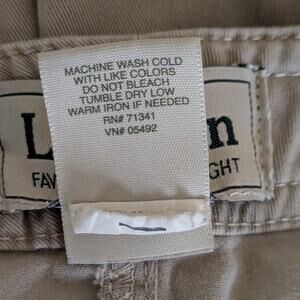 MACHINE WASH COLD
WITH LIKE COLORS
DO NOT BLEACH
TUMBLE DRY LOW
WARM IRON IF NEEDED
RN# 71341
VN# 05492